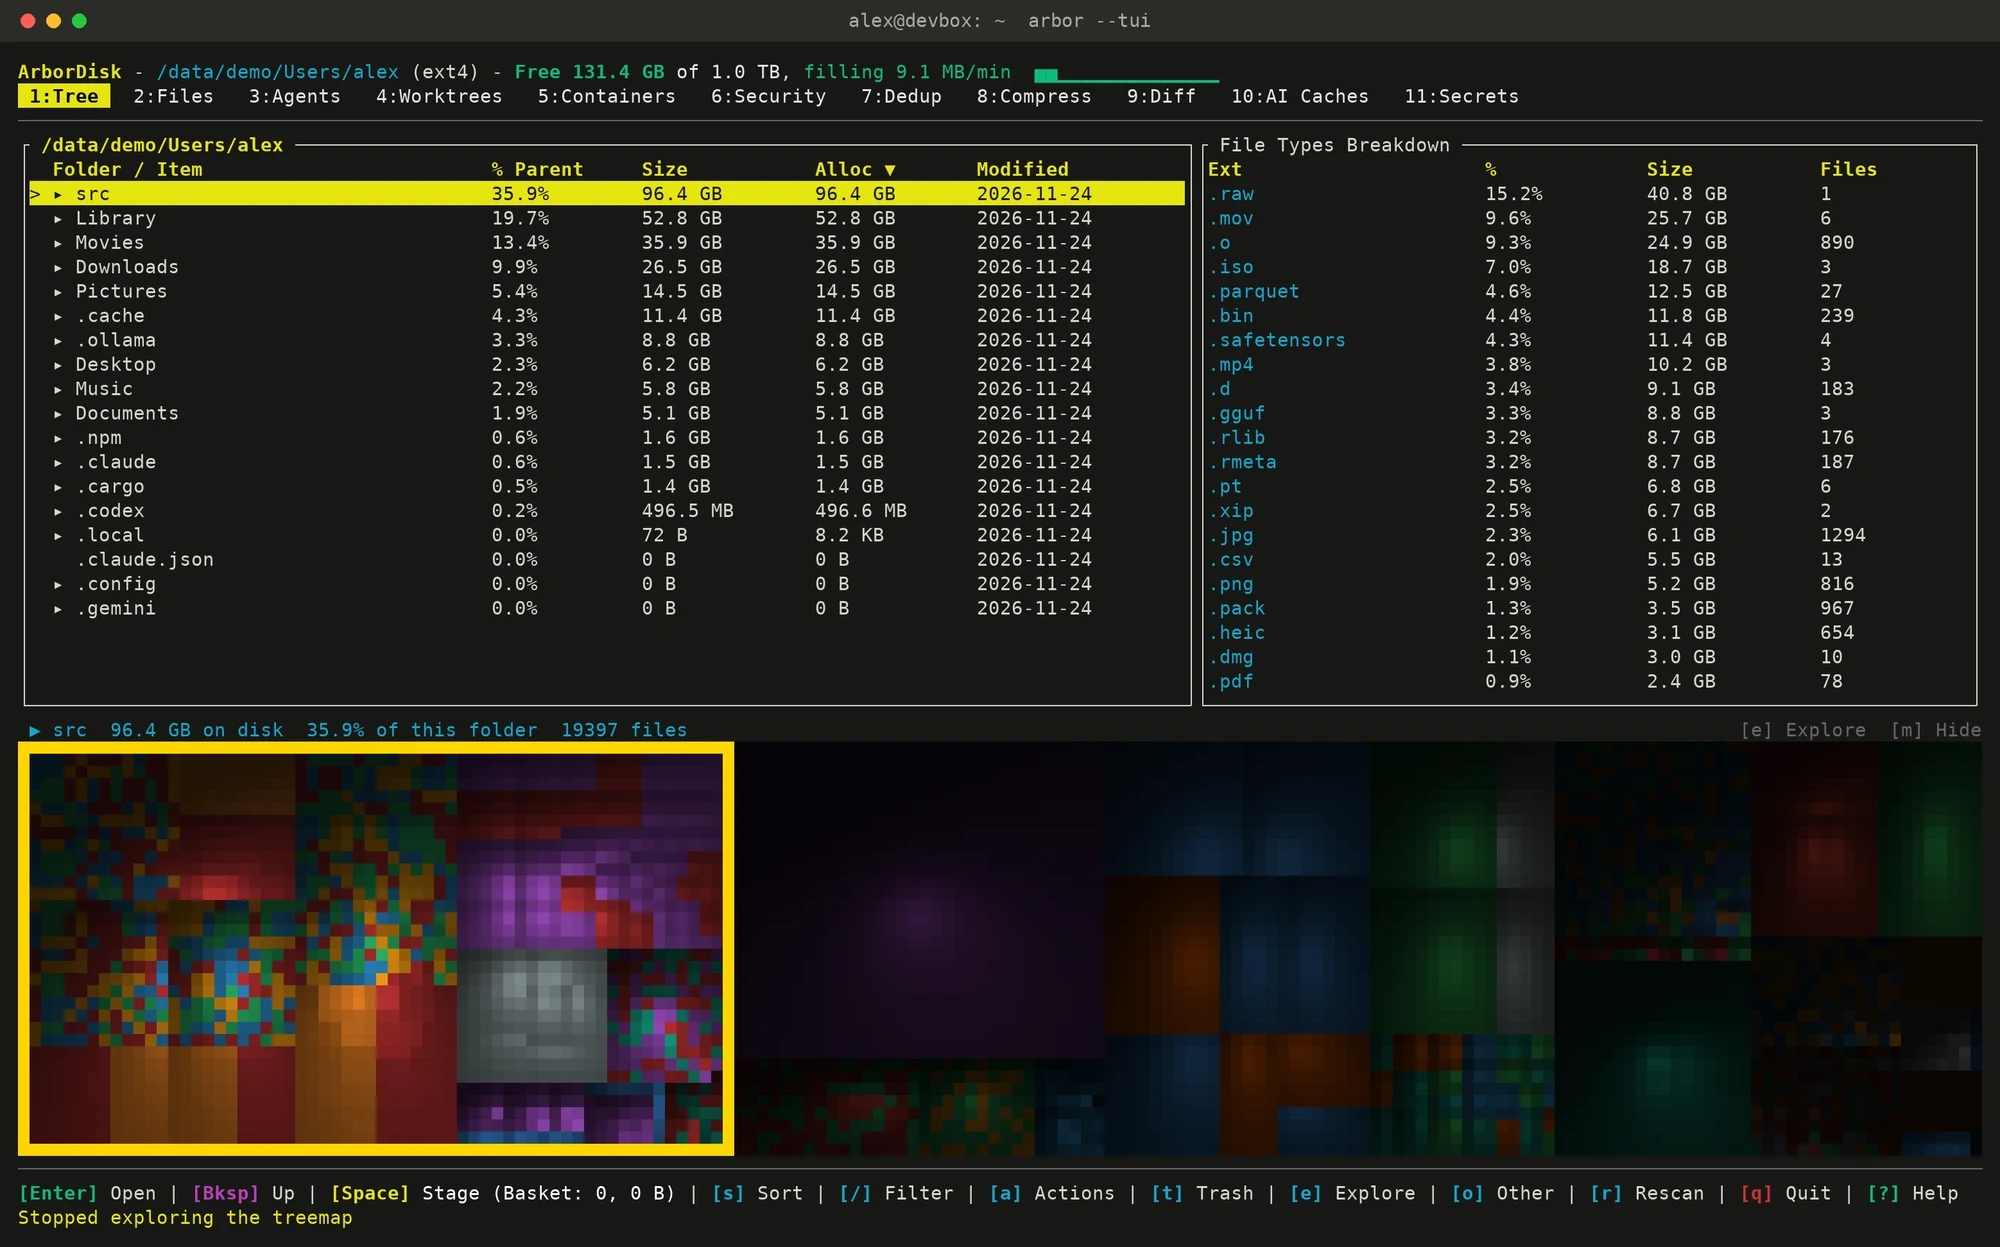 alex@devbox: ~  arbor --tui
ArborDisk - /data/demo/Users/alex (ext4) - Free 131.4 GB of 1.0 TB, filling 9.1 MB/min
1:Tree  2:Files  3:Agents  4:Worktrees  5:Containers  6:Security  7:Dedup  8:Compress  9:Diff  10:AI Caches  11:Secrets
/data/demo/Users/alex
Folder / Item  % Parent  Size  Alloc ▼  Modified
> ▸ src  35.9%  96.4 GB  96.4 GB  2026-11-24
▸ Library  19.7%  52.8 GB  52.8 GB  2026-11-24
▸ Movies  13.4%  35.9 GB  35.9 GB  2026-11-24
▸ Downloads  9.9%  26.5 GB  26.5 GB  2026-11-24
▸ Pictures  5.4%  14.5 GB  14.5 GB  2026-11-24
▸ .cache  4.3%  11.4 GB  11.4 GB  2026-11-24
▸ .ollama  3.3%  8.8 GB  8.8 GB  2026-11-24
▸ Desktop  2.3%  6.2 GB  6.2 GB  2026-11-24
▸ Music  2.2%  5.8 GB  5.8 GB  2026-11-24
▸ Documents  1.9%  5.1 GB  5.1 GB  2026-11-24
▸ .npm  0.6%  1.6 GB  1.6 GB  2026-11-24
▸ .claude  0.6%  1.5 GB  1.5 GB  2026-11-24
▸ .cargo  0.5%  1.4 GB  1.4 GB  2026-11-24
▸ .codex  0.2%  496.5 MB  496.6 MB  2026-11-24
▸ .local  0.0%  72 B  8.2 KB  2026-11-24
.claude.json  0.0%  0 B  0 B  2026-11-24
▸ .config  0.0%  0 B  0 B  2026-11-24
▸ .gemini  0.0%  0 B  0 B  2026-11-24
File Types Breakdown
Ext  %  Size  Files
.raw  15.2%  40.8 GB  1
.mov  9.6%  25.7 GB  6
.o  9.3%  24.9 GB  890
.iso  7.0%  18.7 GB  3
.parquet  4.6%  12.5 GB  27
.bin  4.4%  11.8 GB  239
.safetensors  4.3%  11.4 GB  4
.mp4  3.8%  10.2 GB  3
.d  3.4%  9.1 GB  183
.gguf  3.3%  8.8 GB  3
.rlib  3.2%  8.7 GB  176
.rmeta  3.2%  8.7 GB  187
.pt  2.5%  6.8 GB  6
.xip  2.5%  6.7 GB  2
.jpg  2.3%  6.1 GB  1294
.csv  2.0%  5.5 GB  13
.png  1.9%  5.2 GB  816
.pack  1.3%  3.5 GB  967
.heic  1.2%  3.1 GB  654
.dmg  1.1%  3.0 GB  10
.pdf  0.9%  2.4 GB  78
▶ src  96.4 GB on disk  35.9% of this folder  19397 files  [e] Explore  [m] Hide
[Enter] Open | [Bksp] Up | [Space] Stage (Basket: 0, 0 B) | [s] Sort | [/] Filter | [a] Actions | [t] Trash | [e] Explore | [o] Other | [r] Rescan | [q] Quit | [?] Help
Stopped exploring the treemap